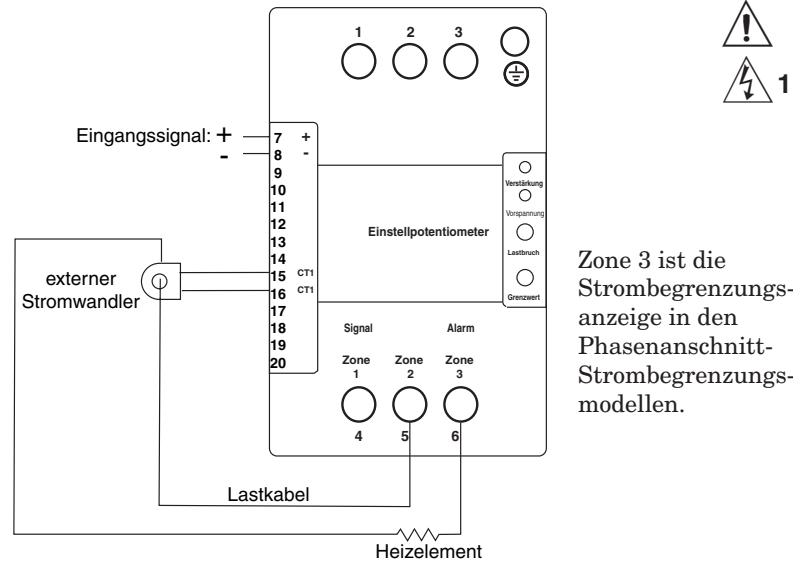 1 2 3
1
Eingangssignal: +
-
7 +
8 -
9
10
11
12
13
14
15 CT1
16 CT1
17
18
19
20
Verstärkung
Vorspannung
Lastbruch
Grenzwert
Einstellpotentiometer
externer
Stromwandler
Signal Alarm
Zone Zone Zone
1 2 3
4 5 6
Lastkabel
Heizelement
Zone 3 ist die
Strombegrenzungs-
anzeige in den
Phasenanschnitt-
Strombegrenzungs-
modellen.